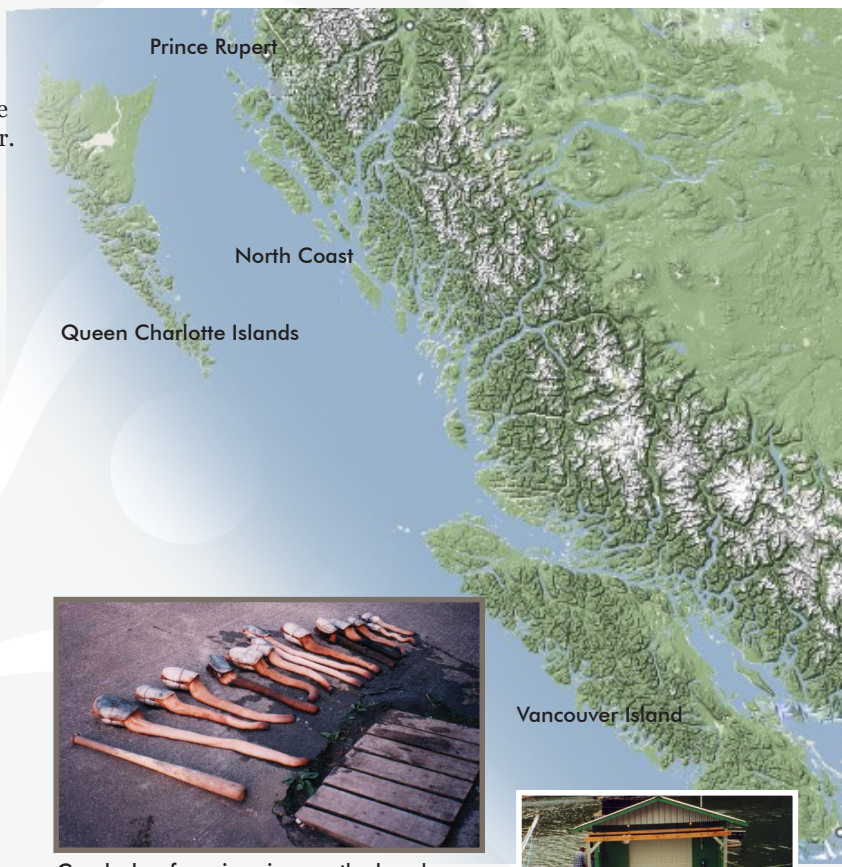 Prince Rupert
e
r.
North Coast
Queen Charlotte Islands
Vancouver Island